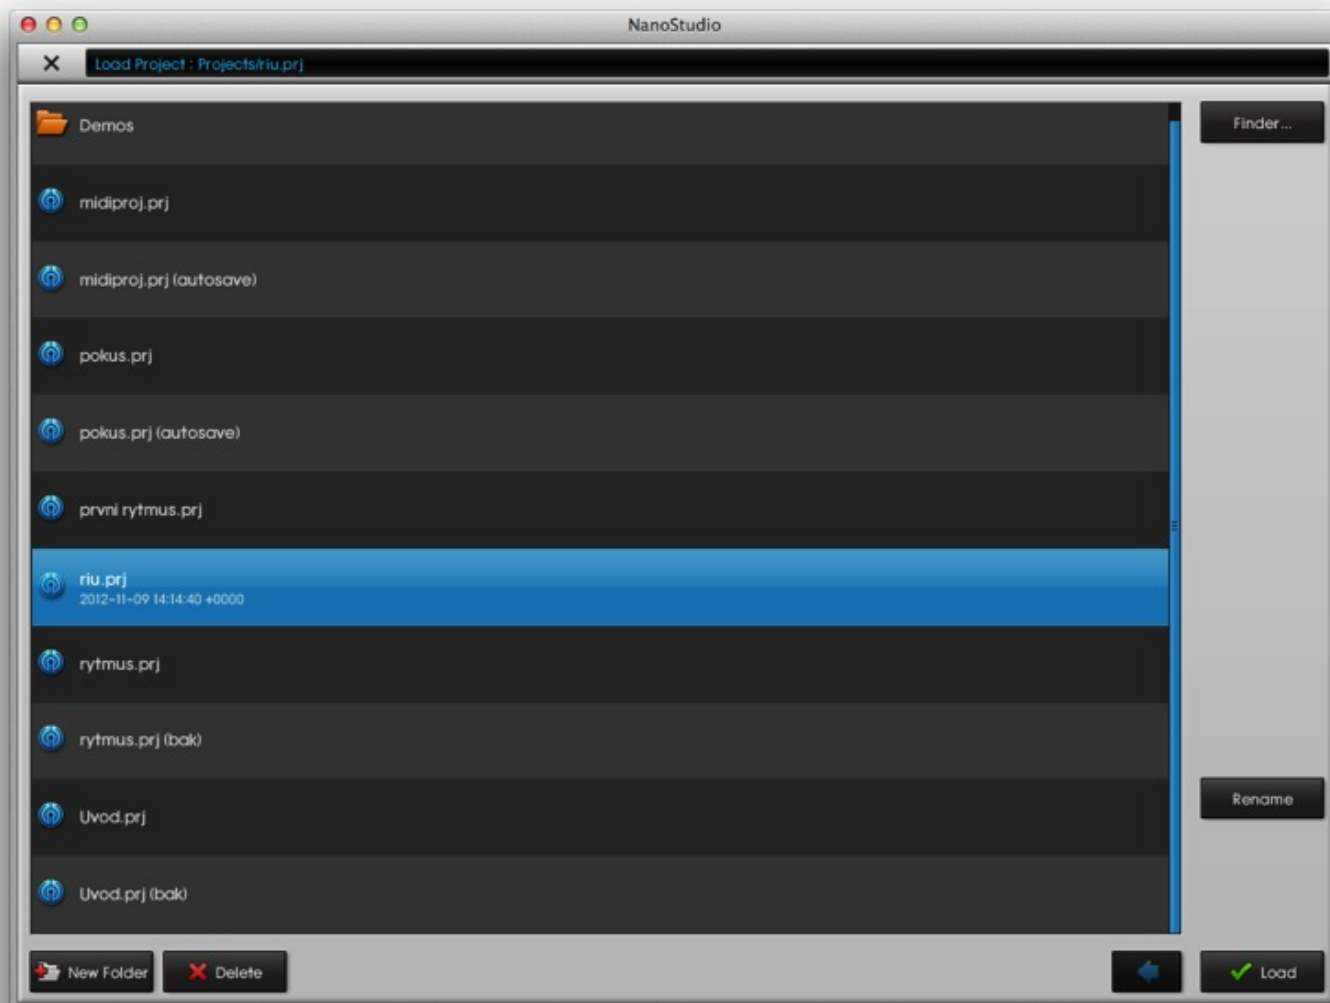 NanoStudio
Load Project : Projects/riu.prj
Demos
Finder...
midiproj.prj
midiproj.prj (autosave)
pokus.prj
pokus.prj (autosave)
prvni rytmus.prj
riu.prj
2012-11-09 14:14:40 +0000
rytmus.prj
rytmus.prj (bak)
Uvod.prj
Rename
Uvod.prj (bak)
New Folder
Delete
Load